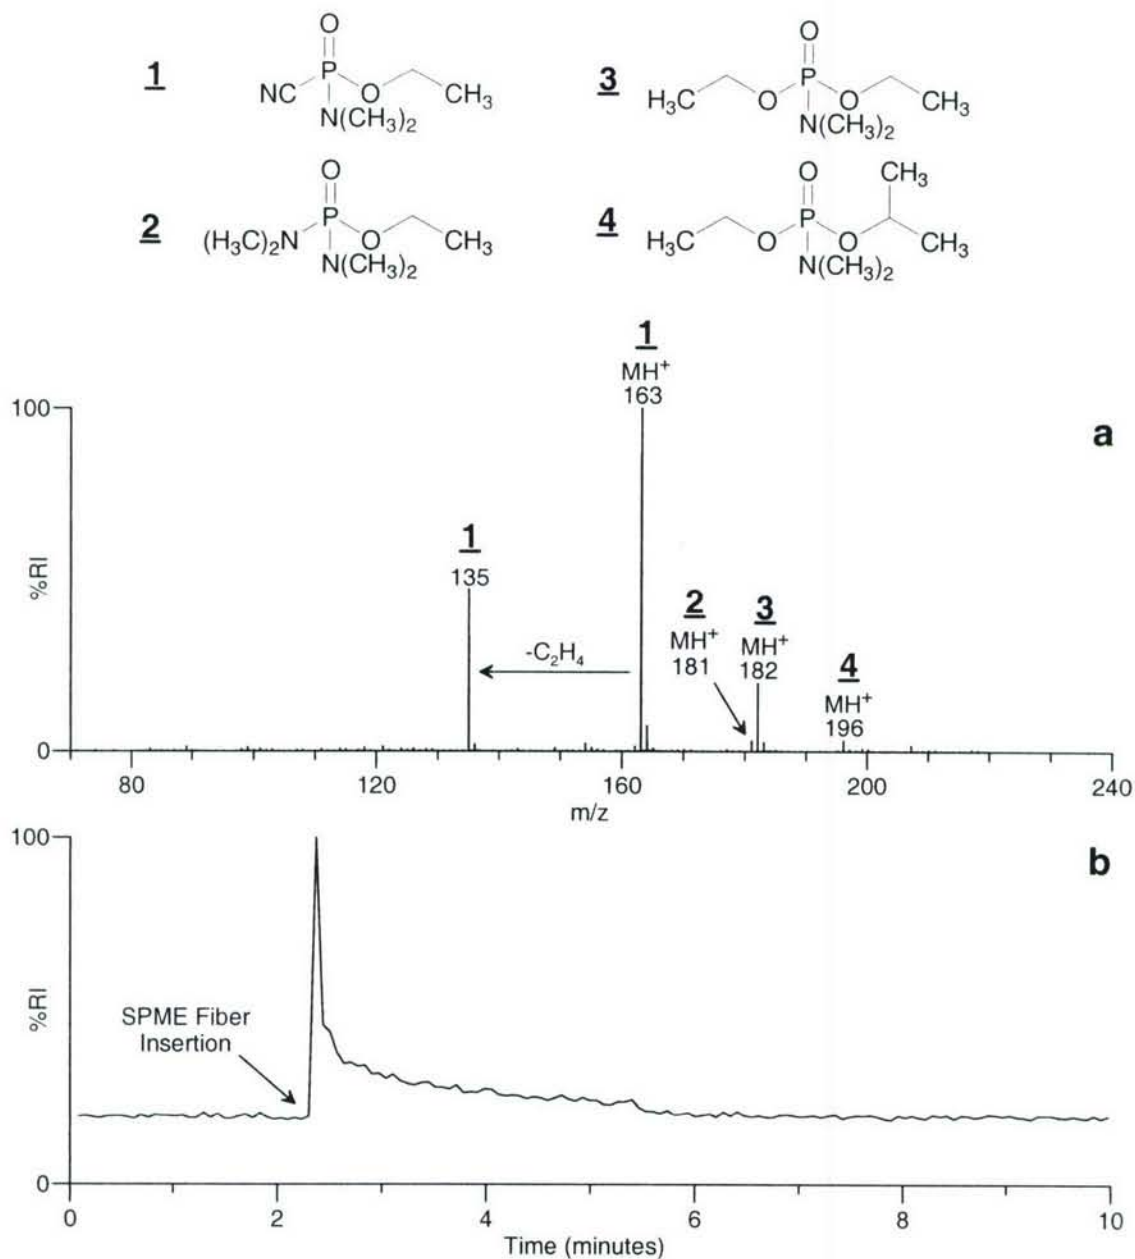 1
O
P
NC
O
CH₃
N(CH₃)₂
3
O
P
H₃C
O
O
CH₃
N(CH₃)₂
2
O
P
(H₃C)₂N
O
CH₃
N(CH₃)₂
4
O
CH₃
P
H₃C
O
O
CH₃
N(CH₃)₂
a
1
MH⁺
163
1
135
-C₂H₄
2
MH⁺
181
3
MH⁺
182
4
MH⁺
196
100
%RI
0
80
120
160
200
240
m/z
b
100
%RI
SPME Fiber
Insertion
0
0
2
4
6
8
10
Time (minutes)